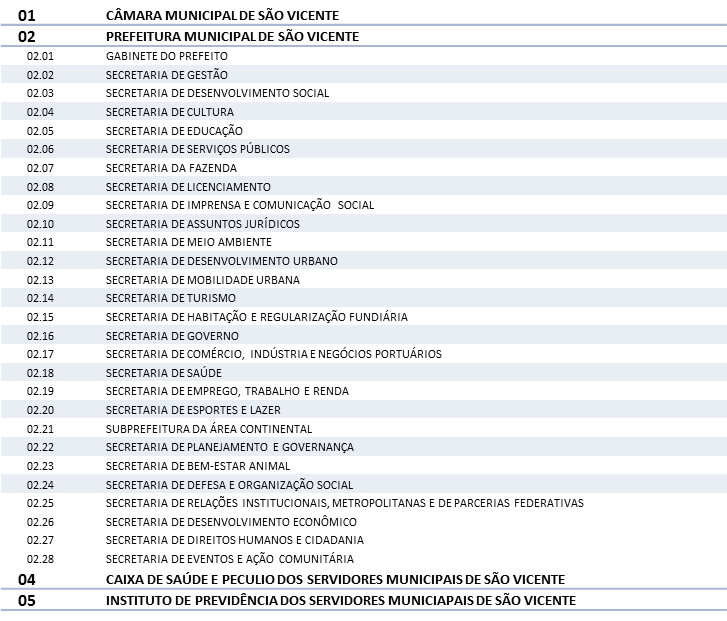 01 CÂMARA MUNICIPAL DE SÃO VICENTE
02 PREFEITURA MUNICIPAL DE SÃO VICENTE
02.01 GABINETE DO PREFEITO
02.02 SECRETARIA DE GESTÃO
02.03 SECRETARIA DE DESENVOLVIMENTO SOCIAL
02.04 SECRETARIA DE CULTURA
02.05 SECRETARIA DE EDUCAÇÃO
02.06 SECRETARIA DE SERVIÇOS PÚBLICOS
02.07 SECRETARIA DA FAZENDA
02.08 SECRETARIA DE LICENCIAMENTO
02.09 SECRETARIA DE IMPRENSA E COMUNICAÇÃO SOCIAL
02.10 SECRETARIA DE ASSUNTOS JURÍDICOS
02.11 SECRETARIA DE MEIO AMBIENTE
02.12 SECRETARIA DE DESENVOLVIMENTO URBANO
02.13 SECRETARIA DE MOBILIDADE URBANA
02.14 SECRETARIA DE TURISMO
02.15 SECRETARIA DE HABITAÇÃO E REGULARIZAÇÃO FUNDIÁRIA
02.16 SECRETARIA DE GOVERNO
02.17 SECRETARIA DE COMÉRCIO, INDÚSTRIA E NEGÓCIOS PORTUÁRIOS
02.18 SECRETARIA DE SAÚDE
02.19 SECRETARIA DE EMPREGO, TRABALHO E RENDA
02.20 SECRETARIA DE ESPORTES E LAZER
02.21 SUBPREFEITURA DA ÁREA CONTINENTAL
02.22 SECRETARIA DE PLANEJAMENTO E GOVERNANÇA
02.23 SECRETARIA DE BEM-ESTAR ANIMAL
02.24 SECRETARIA DE DEFESA E ORGANIZAÇÃO SOCIAL
02.25 SECRETARIA DE RELAÇÕES INSTITUCIONAIS, METROPOLITANAS E DE PARCERIAS FEDERATIVAS
02.26 SECRETARIA DE DESENVOLVIMENTO ECONÔMICO
02.27 SECRETARIA DE DIREITOS HUMANOS E CIDADANIA
02.28 SECRETARIA DE EVENTOS E AÇÃO COMUNITÁRIA
04 CAIXA DE SAÚDE E PECULIO DOS SERVIDORES MUNICIPAIS DE SÃO VICENTE
05 INSTITUTO DE PREVIDÊNCIA DOS SERVIDORES MUNICIAPAIS DE SÃO VICENTE